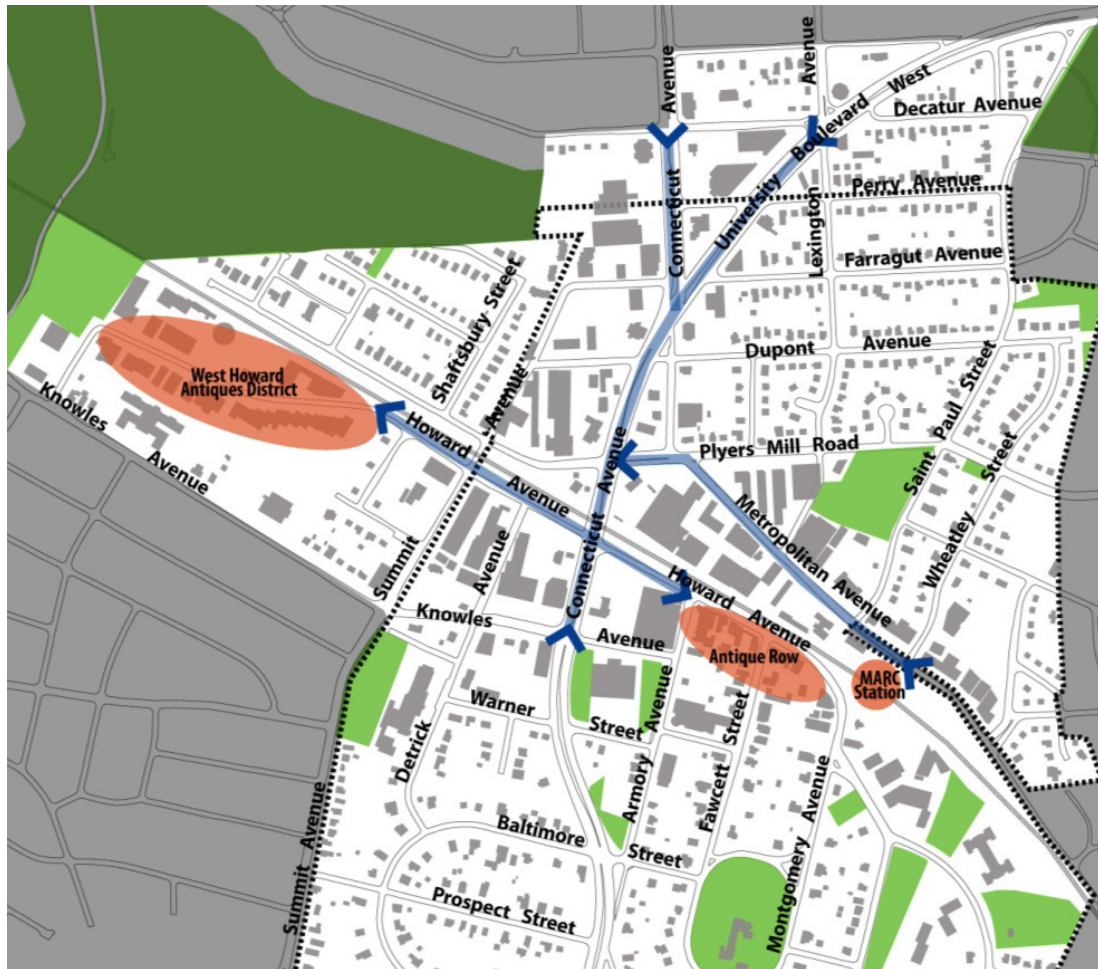 Avenue
Avenue
Boulevard West
Decatur Avenue
Connecticut
University
Lexington
Perry Avenue
Farragut Avenue
Shaftsbury Street
Dupont Avenue
West Howard
Antiques District
Knowles
Avenue
Howard
Avenue
Avenue
Avenue
Plyers Mill Road
Saint Paul Street
Wheatley Street
Metropolitan Avenue
Summit
Avenue
Connecticut
Howard Avenue
Knowles
Avenue
Antique Row
MARC
Station
Warner
Street
Detrick
Armory Avenue
Fawcett Street
Montgomery Avenue
Summit Avenue
Baltimore
Street
Prospect Street